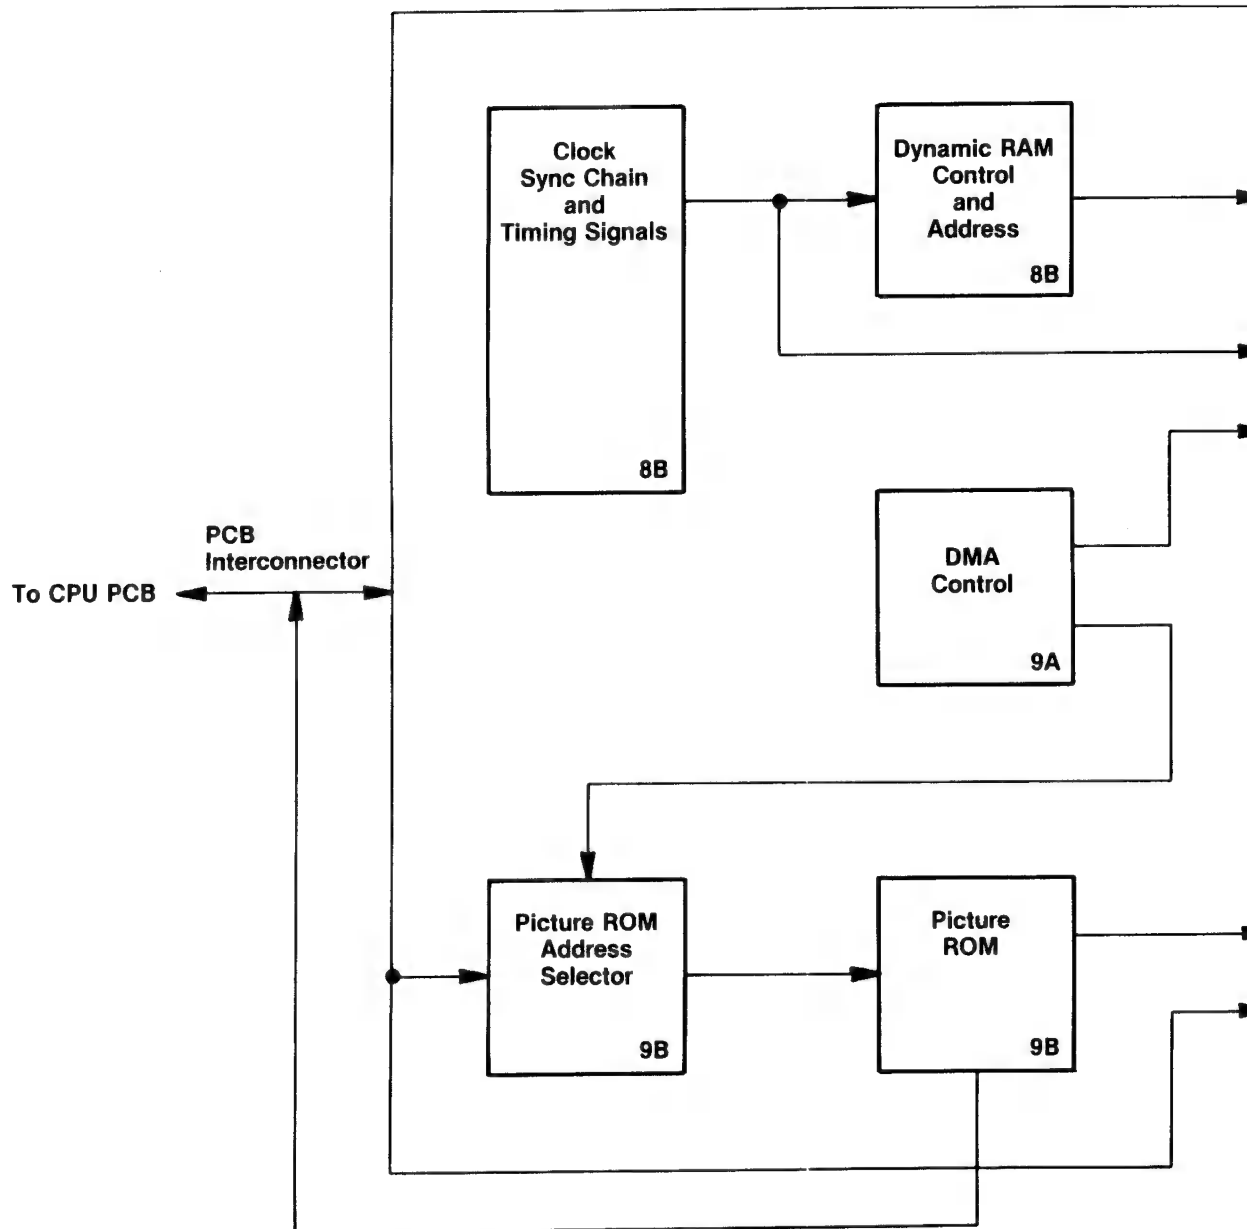 Clock
Sync Chain
and
Timing Signals
8B
Dynamic RAM
Control
and
Address
8B
PCB
Interconnector
To CPU PCB
DMA
Control
9A
Picture ROM
Address
Selector
9B
Picture
ROM
9B